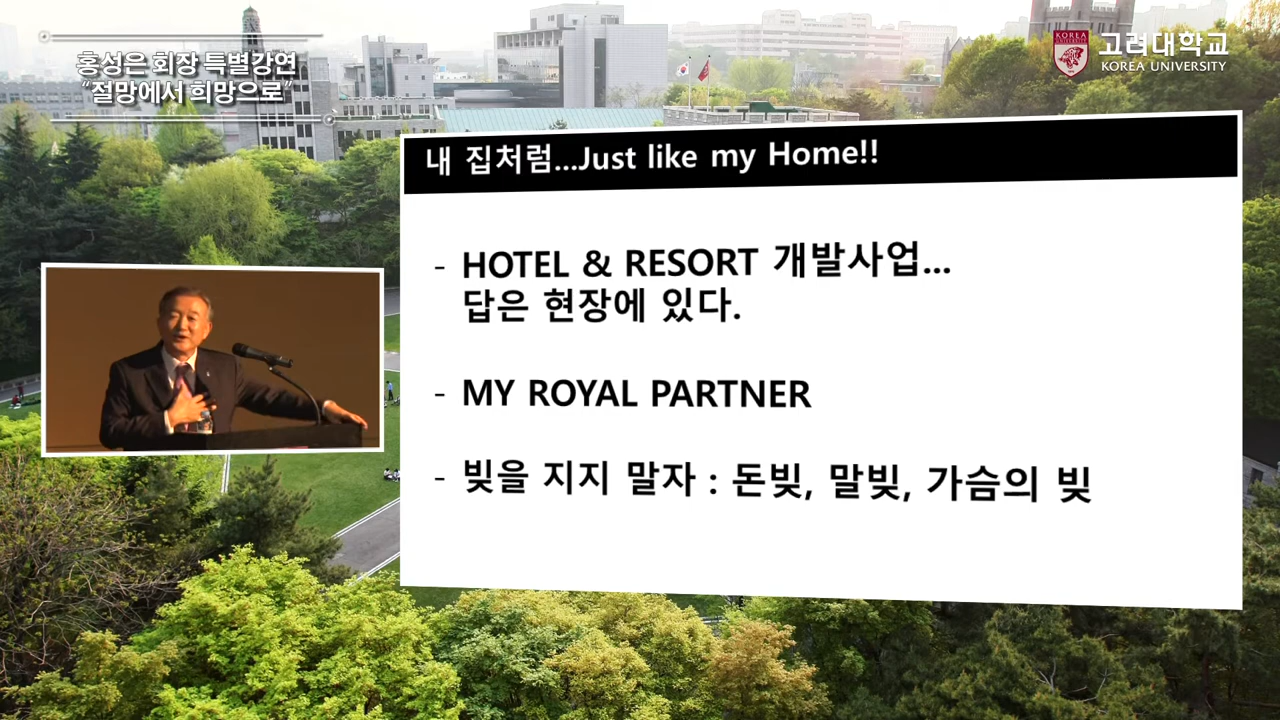 홍성은 회장 특별강연
“절망에서 희망으로”
KOREA
고려대학교
KOREA UNIVERSITY
내 집처럼...Just like my Home!!
- HOTEL & RESORT 개발사업...
답은 현장에 있다.
- MY ROYAL PARTNER
- 빚을 지지 말자 : 돈빚, 말빚, 가슴의 빚